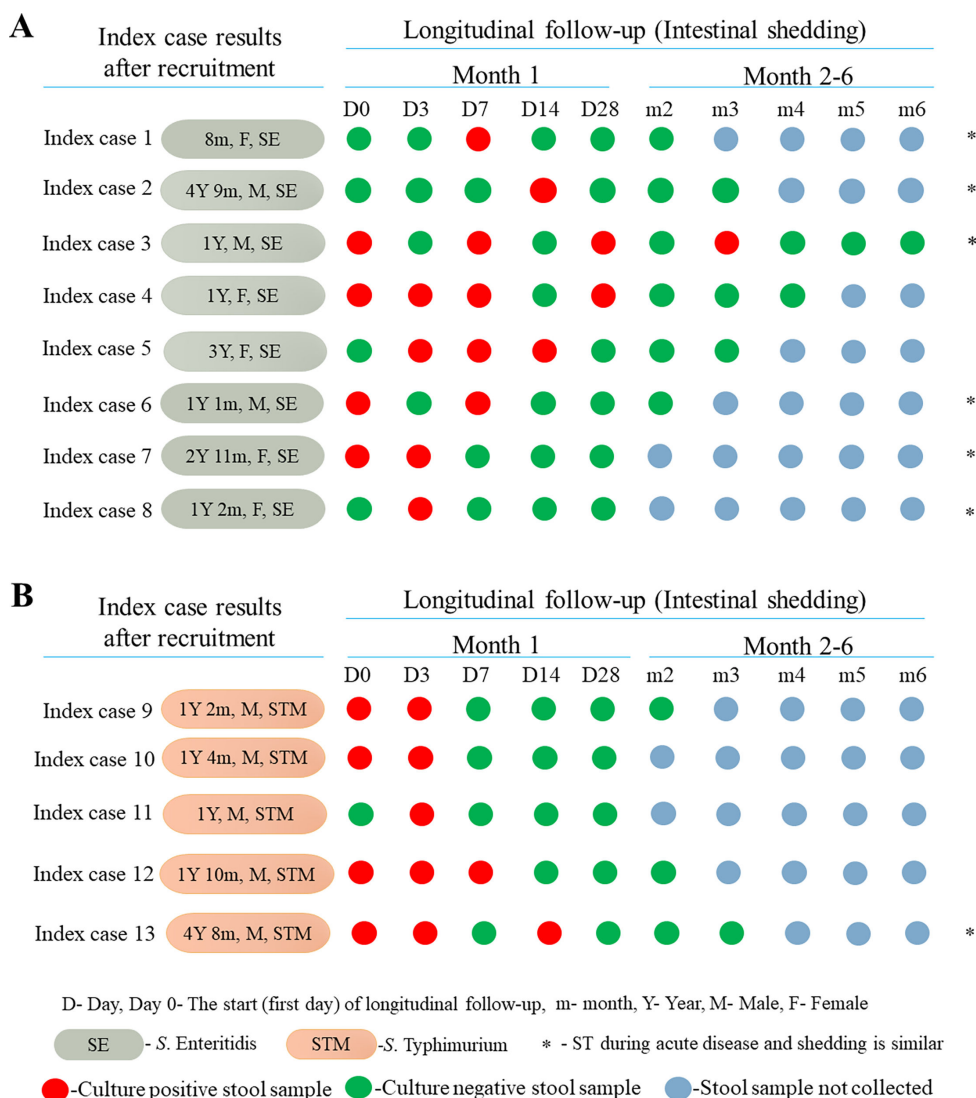 A
Index case results
after recruitment
Longitudinal follow-up (Intestinal shedding)
Month 1
Month 2-6
D0 D3 D7 D14 D28 m2 m3 m4 m5 m6
Index case 1 8m, F, SE *
Index case 2 4Y 9m, M, SE *
Index case 3 1Y, M, SE *
Index case 4 1Y, F, SE
Index case 5 3Y, F, SE
Index case 6 1Y 1m, M, SE *
Index case 7 2Y 11m, F, SE *
Index case 8 1Y 2m, F, SE *
B
Index case results
after recruitment
Longitudinal follow-up (Intestinal shedding)
Month 1
Month 2-6
D0 D3 D7 D14 D28 m2 m3 m4 m5 m6
Index case 9 1Y 2m, M, STM
Index case 10 1Y 4m, M, STM
Index case 11 1Y, M, STM
Index case 12 1Y 10m, M, STM
Index case 13 4Y 8m, M, STM *
D- Day, Day 0- The start (first day) of longitudinal follow-up, m- month, Y- Year, M- Male, F- Female
SE - S. Enteritidis STM -S. Typhimurium * - ST during acute disease and shedding is similar
-Culture positive stool sample -Culture negative stool sample -Stool sample not collected